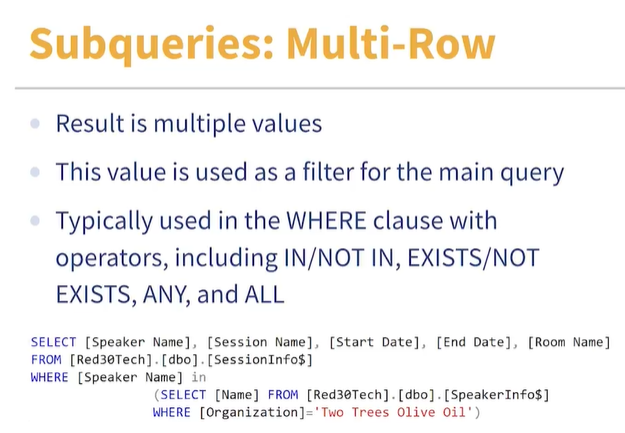 Subqueries: Multi-Row
Result is multiple values
This value is used as a filter for the main query
Typically used in the WHERE clause with
operators, including IN/NOT IN, EXISTS/NOT
EXISTS, ANY, and ALL
SELECT [Speaker Name], [Session Name], [Start Date], [End Date], [Room Name]
FROM [Red30Tech].[dbo].[SessionInfo$]
WHERE [Speaker Name] in
(SELECT [Name] FROM [Red30Tech].[dbo].[SpeakerInfo$]
WHERE [Organization]='Two Trees Olive Oil')